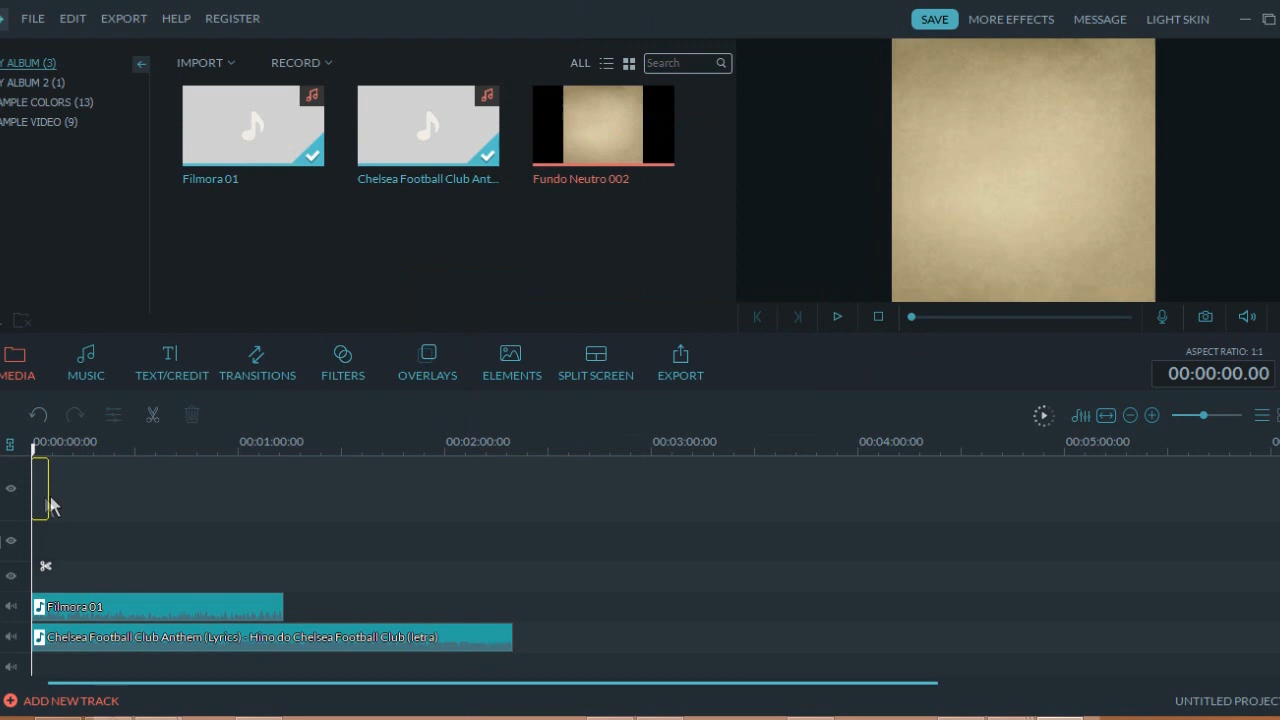 FILE EDIT EXPORT HELP REGISTER SAVE MORE EFFECTS MESSAGE LIGHT SKIN
Y ALBUM (3)
Y ALBUM 2 (1)
AMPLE COLORS (13)
AMPLE VIDEO (9)
IMPORT RECORD ALL Search
Filmora 01 Chelsea Football Club Ant... Fundo Neutro 002
MEDIA MUSIC TEXT/CREDIT TRANSITIONS FILTERS OVERLAYS ELEMENTS SPLIT SCREEN EXPORT
ASPECT RATIO: 1:1
00:00:00.00
00:00:00:00 00:01:00:00 00:02:00:00 00:03:00:00 00:04:00:00 00:05:00:00
Filmora 01
Chelsea Football Club Anthem (Lyrics) - Hino do Chelsea Football Club (letra)
ADD NEW TRACK UNTITLED PROJEC